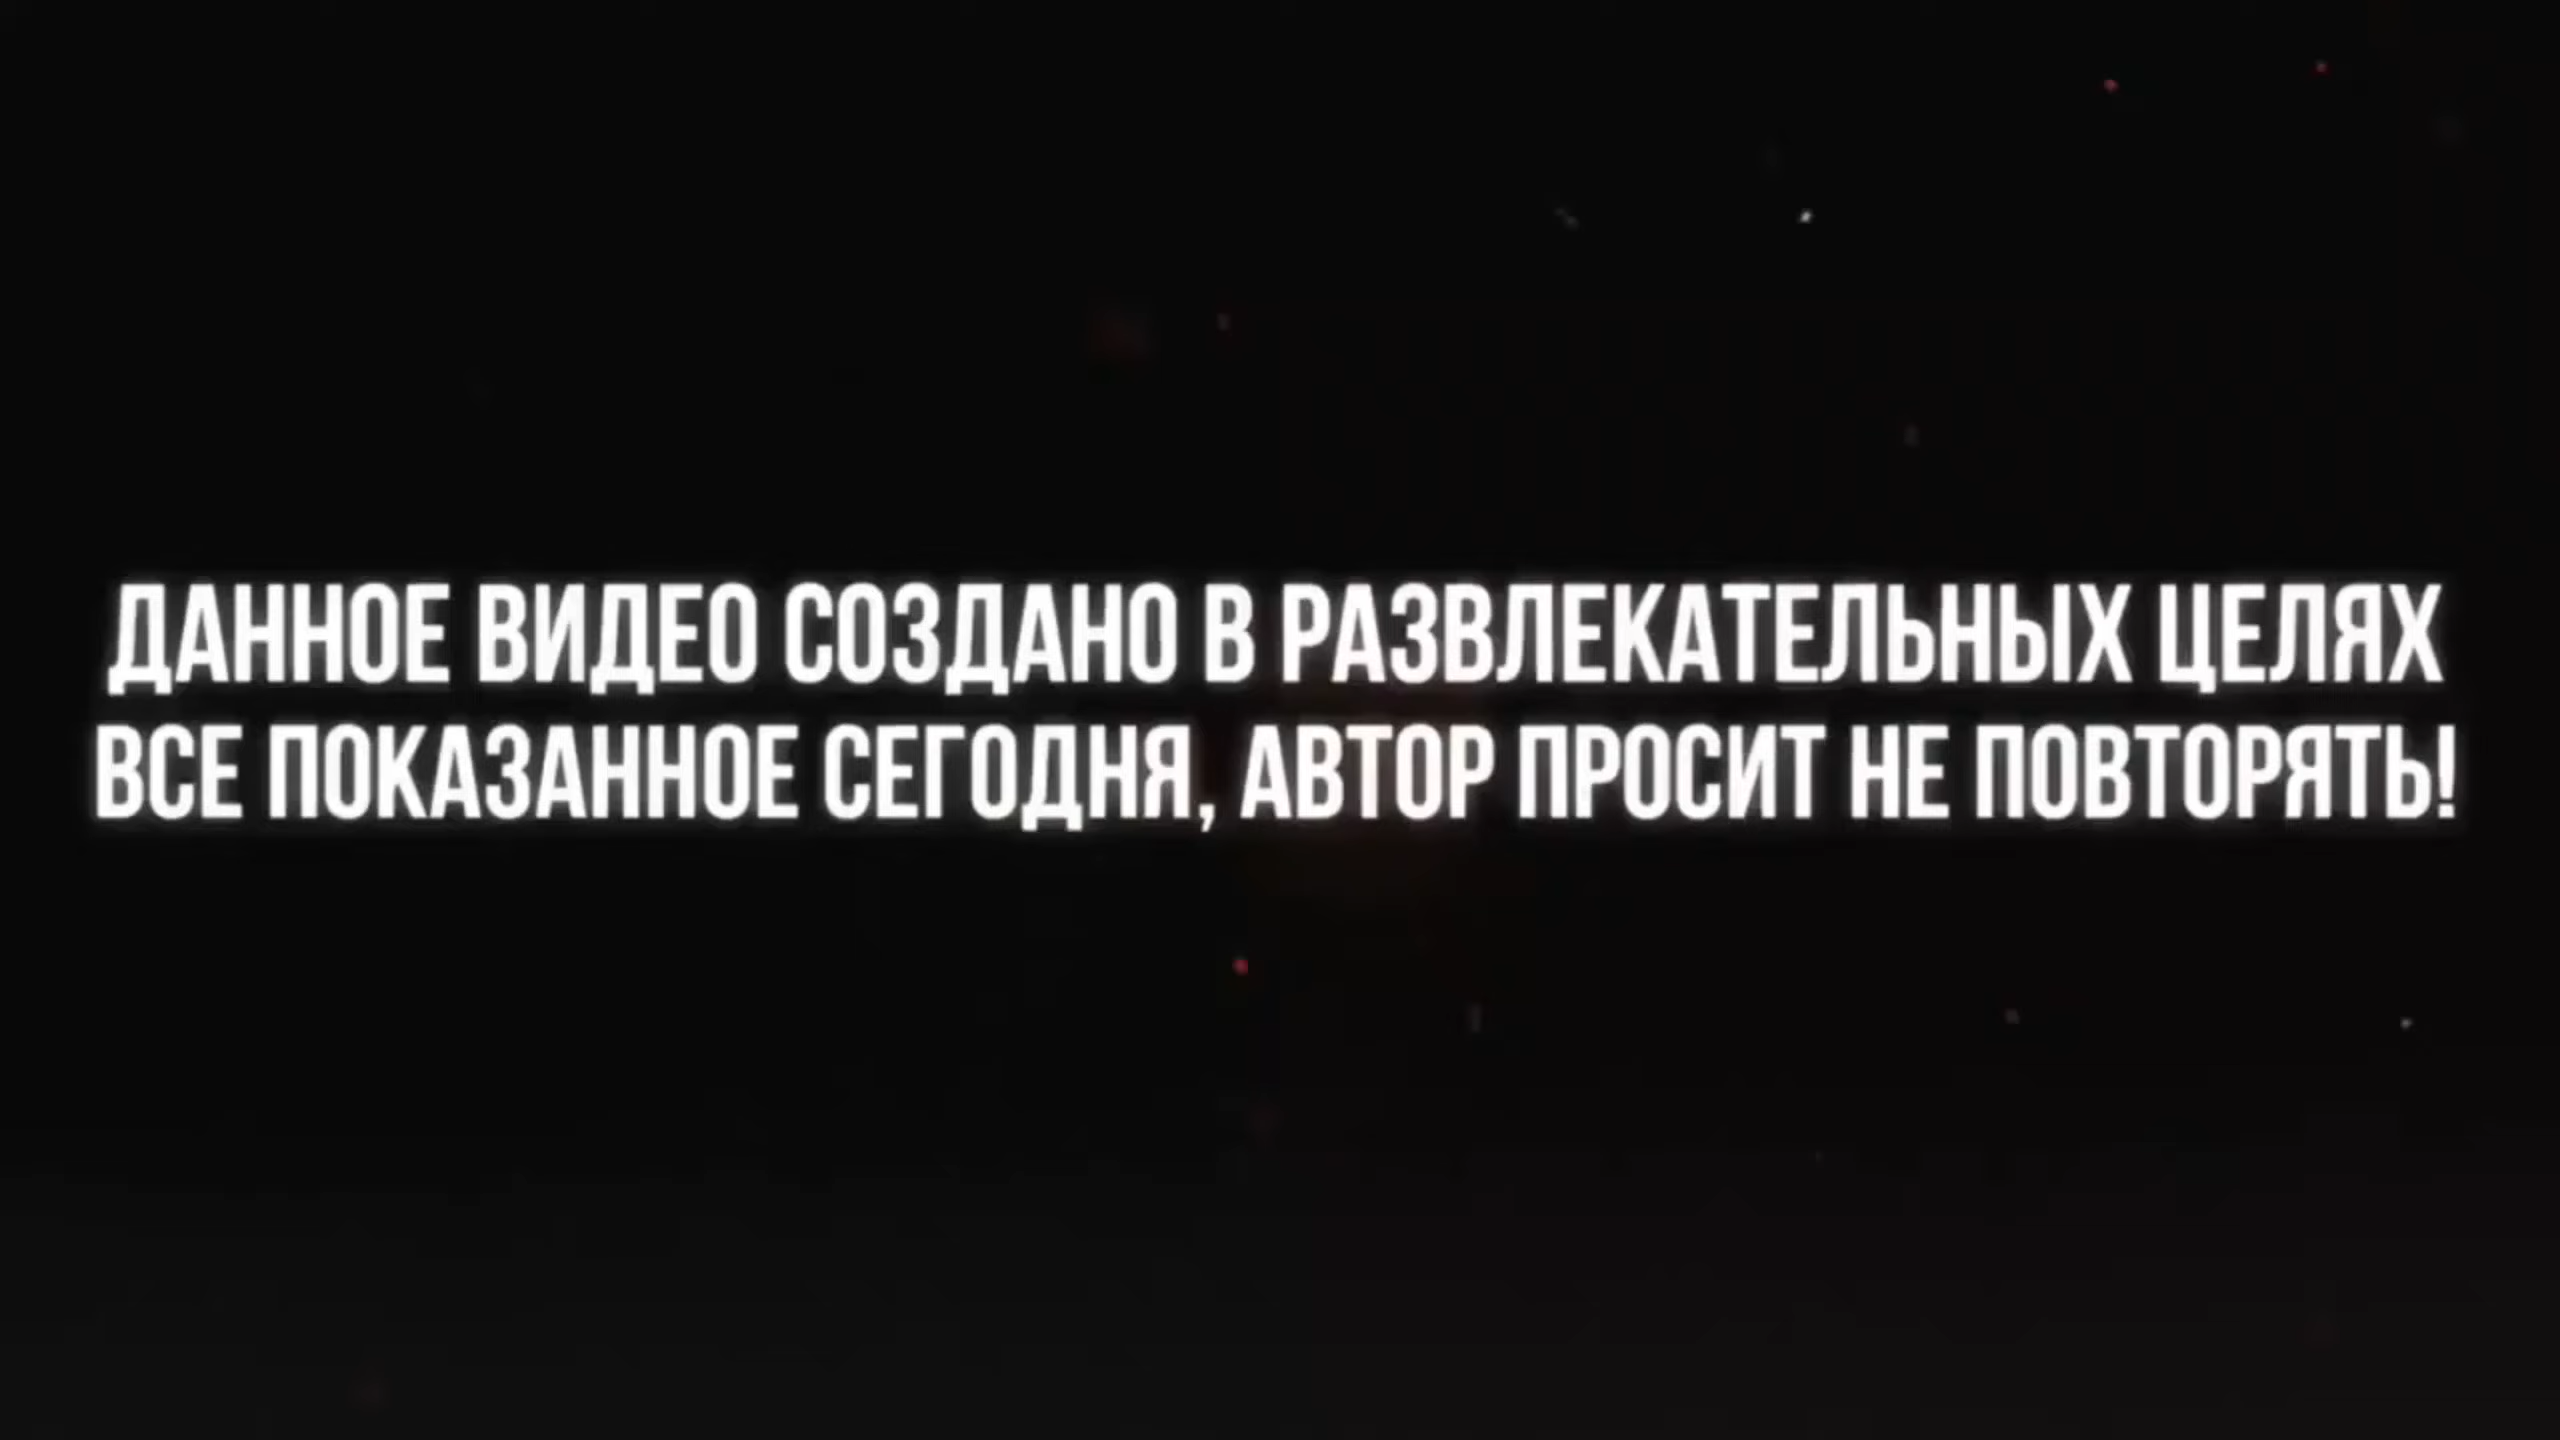 ДАННОЕ ВИДЕО СОЗДАНО В РАЗВЛЕКАТЕЛЬНЫХ ЦЕЛЯХ
ВСЕ ПОКАЗАННОЕ СЕГОДНЯ, АВТОР ПРОСИТ НЕ ПОВТОРЯТЬ!